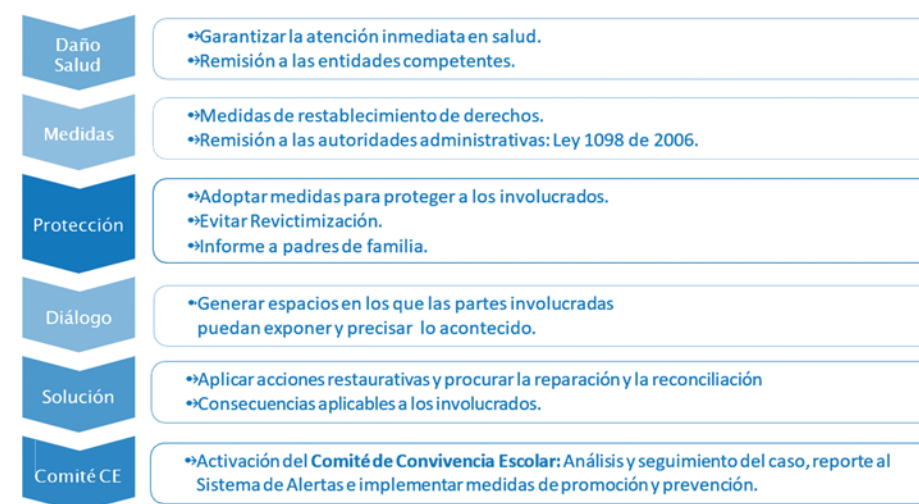 Daño
Salud
Garantizar la atención inmediata en salud.
Remisión a las entidades competentes.
Medidas
Medidas de restablecimiento de derechos.
Remisión a las autoridades administrativas: Ley 1098 de 2006.
Protección
Adoptar medidas para proteger a los involucrados.
Evitar Revictimización.
Informe a padres de familia.
Diálogo
Generar espacios en los que las partes involucradas
puedan exponer y precisar lo acontecido.
Solución
Aplicar acciones restaurativas y procurar la reparación y la reconciliación
Consecuencias aplicables a los involucrados.
Comité CE
Activación del Comité de Convivencia Escolar: Análisis y seguimiento del caso, reporte al
Sistema de Alertas e implementar medidas de promoción y prevención.